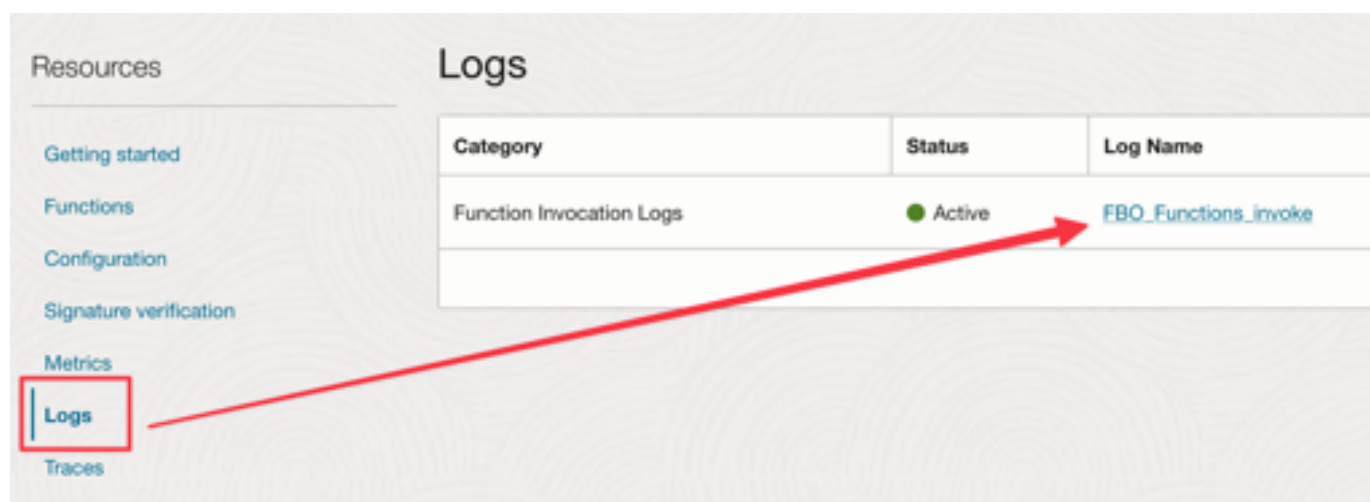 Resources
Getting started
Functions
Configuration
Signature verification
Metrics
Logs
Traces
Logs
Category Status Log Name
Function Invocation Logs Active FBO_Functions_invoke